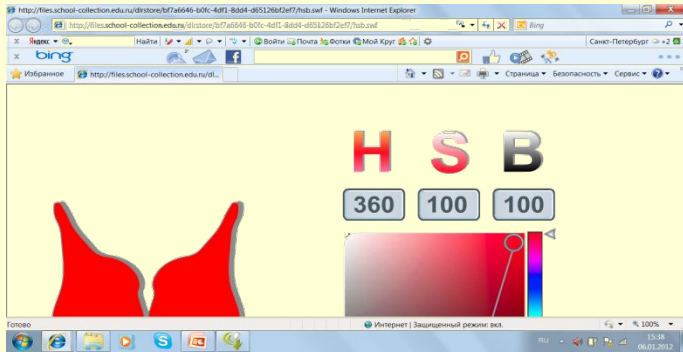 http://files.school-collection.edu.ru/dlrstore/bf7a6646-b0fc-4df1-8dd4-d65126bf2ef7/hsb.swf - Windows Internet Explorer
http://files.school-collection.edu.ru/dlrstore/bf7a6646-b0fc-4df1-8dd4-d65126bf2ef7/hsb.swf
Bing
x Яндекс Найти Войти Почта Фотки Мой Круг Санкт-Петербург +2
x bing
Избранное http://files.school-collection.edu.ru/dl... Страница Безопасность Сервис
H S B
360 100 100
Готово Интернет | Защищенный режим: вкл. 100%
RU 15:38
06.01.2012